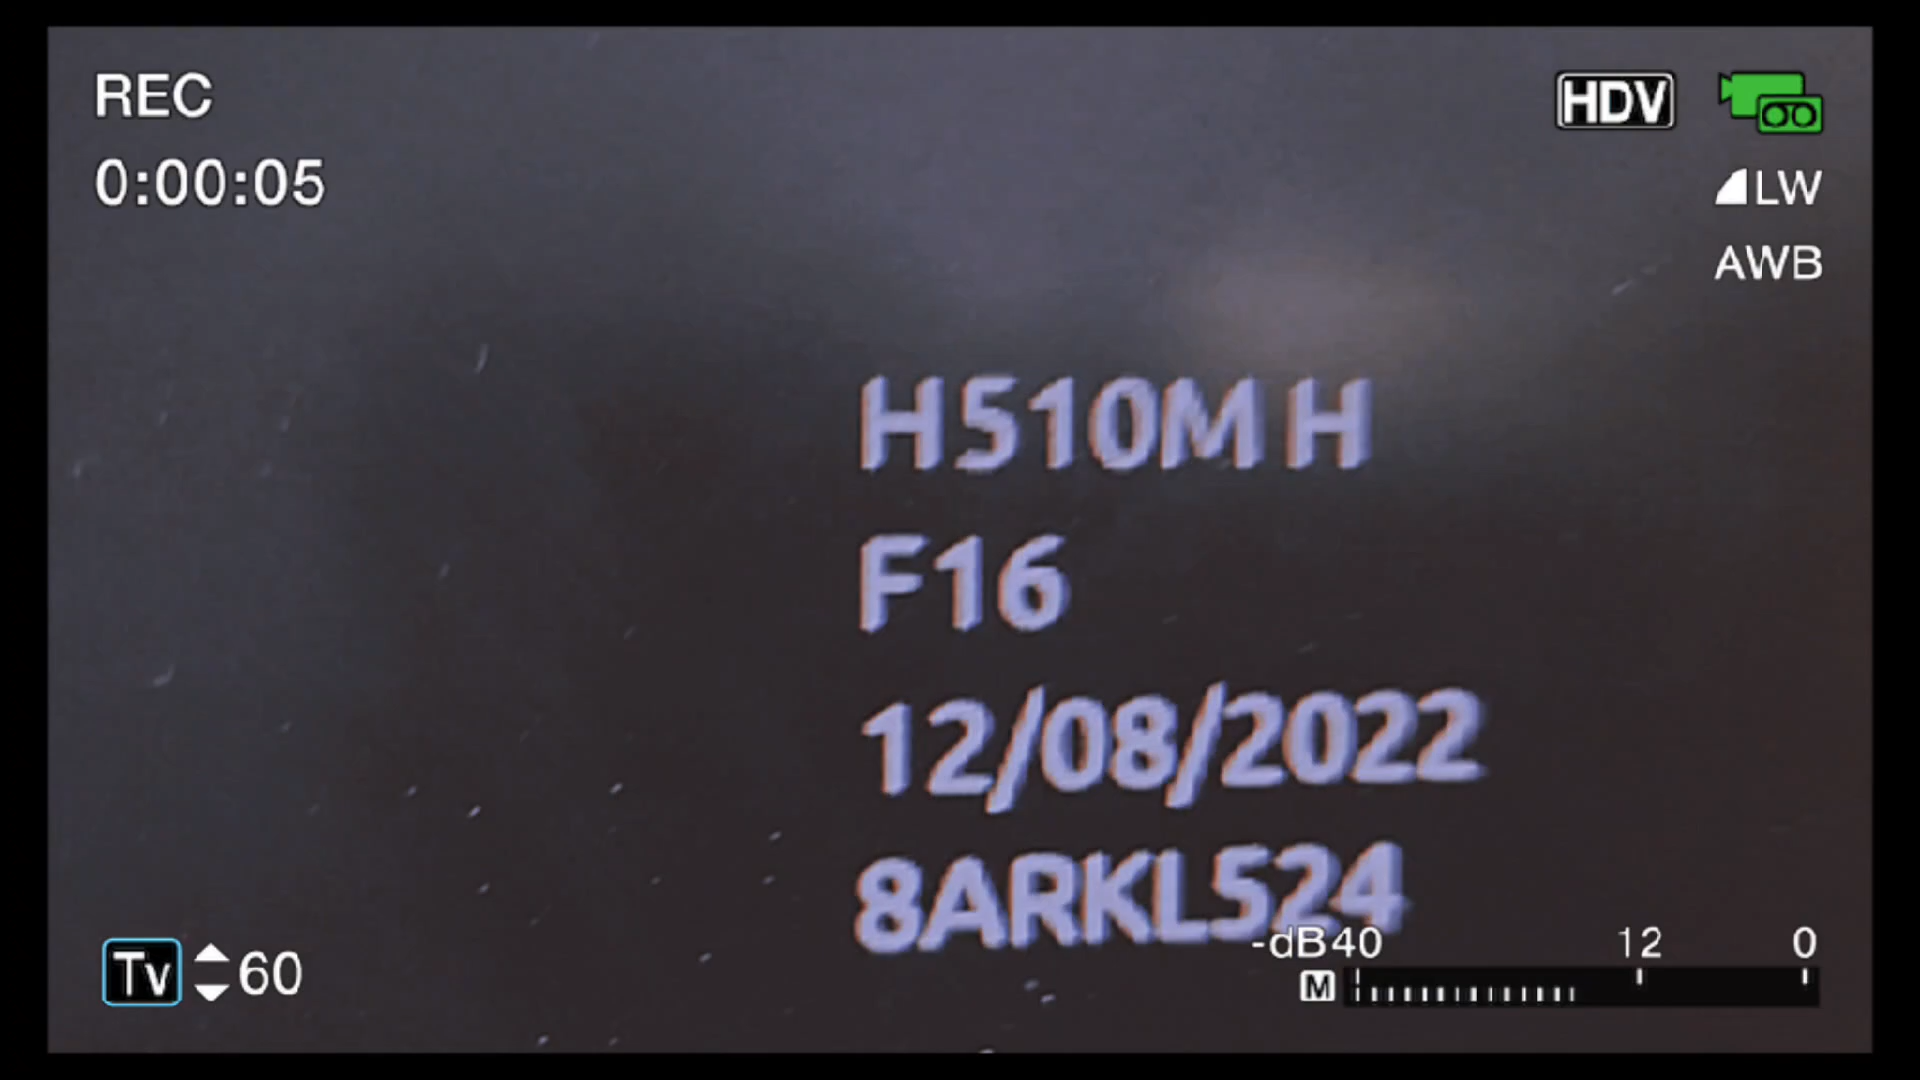 REC
HDV
0:00:05
LW
AWB
H510M H
F16
12/08/2022
8ARKL524
-dB40 12 0
M
Tv 60